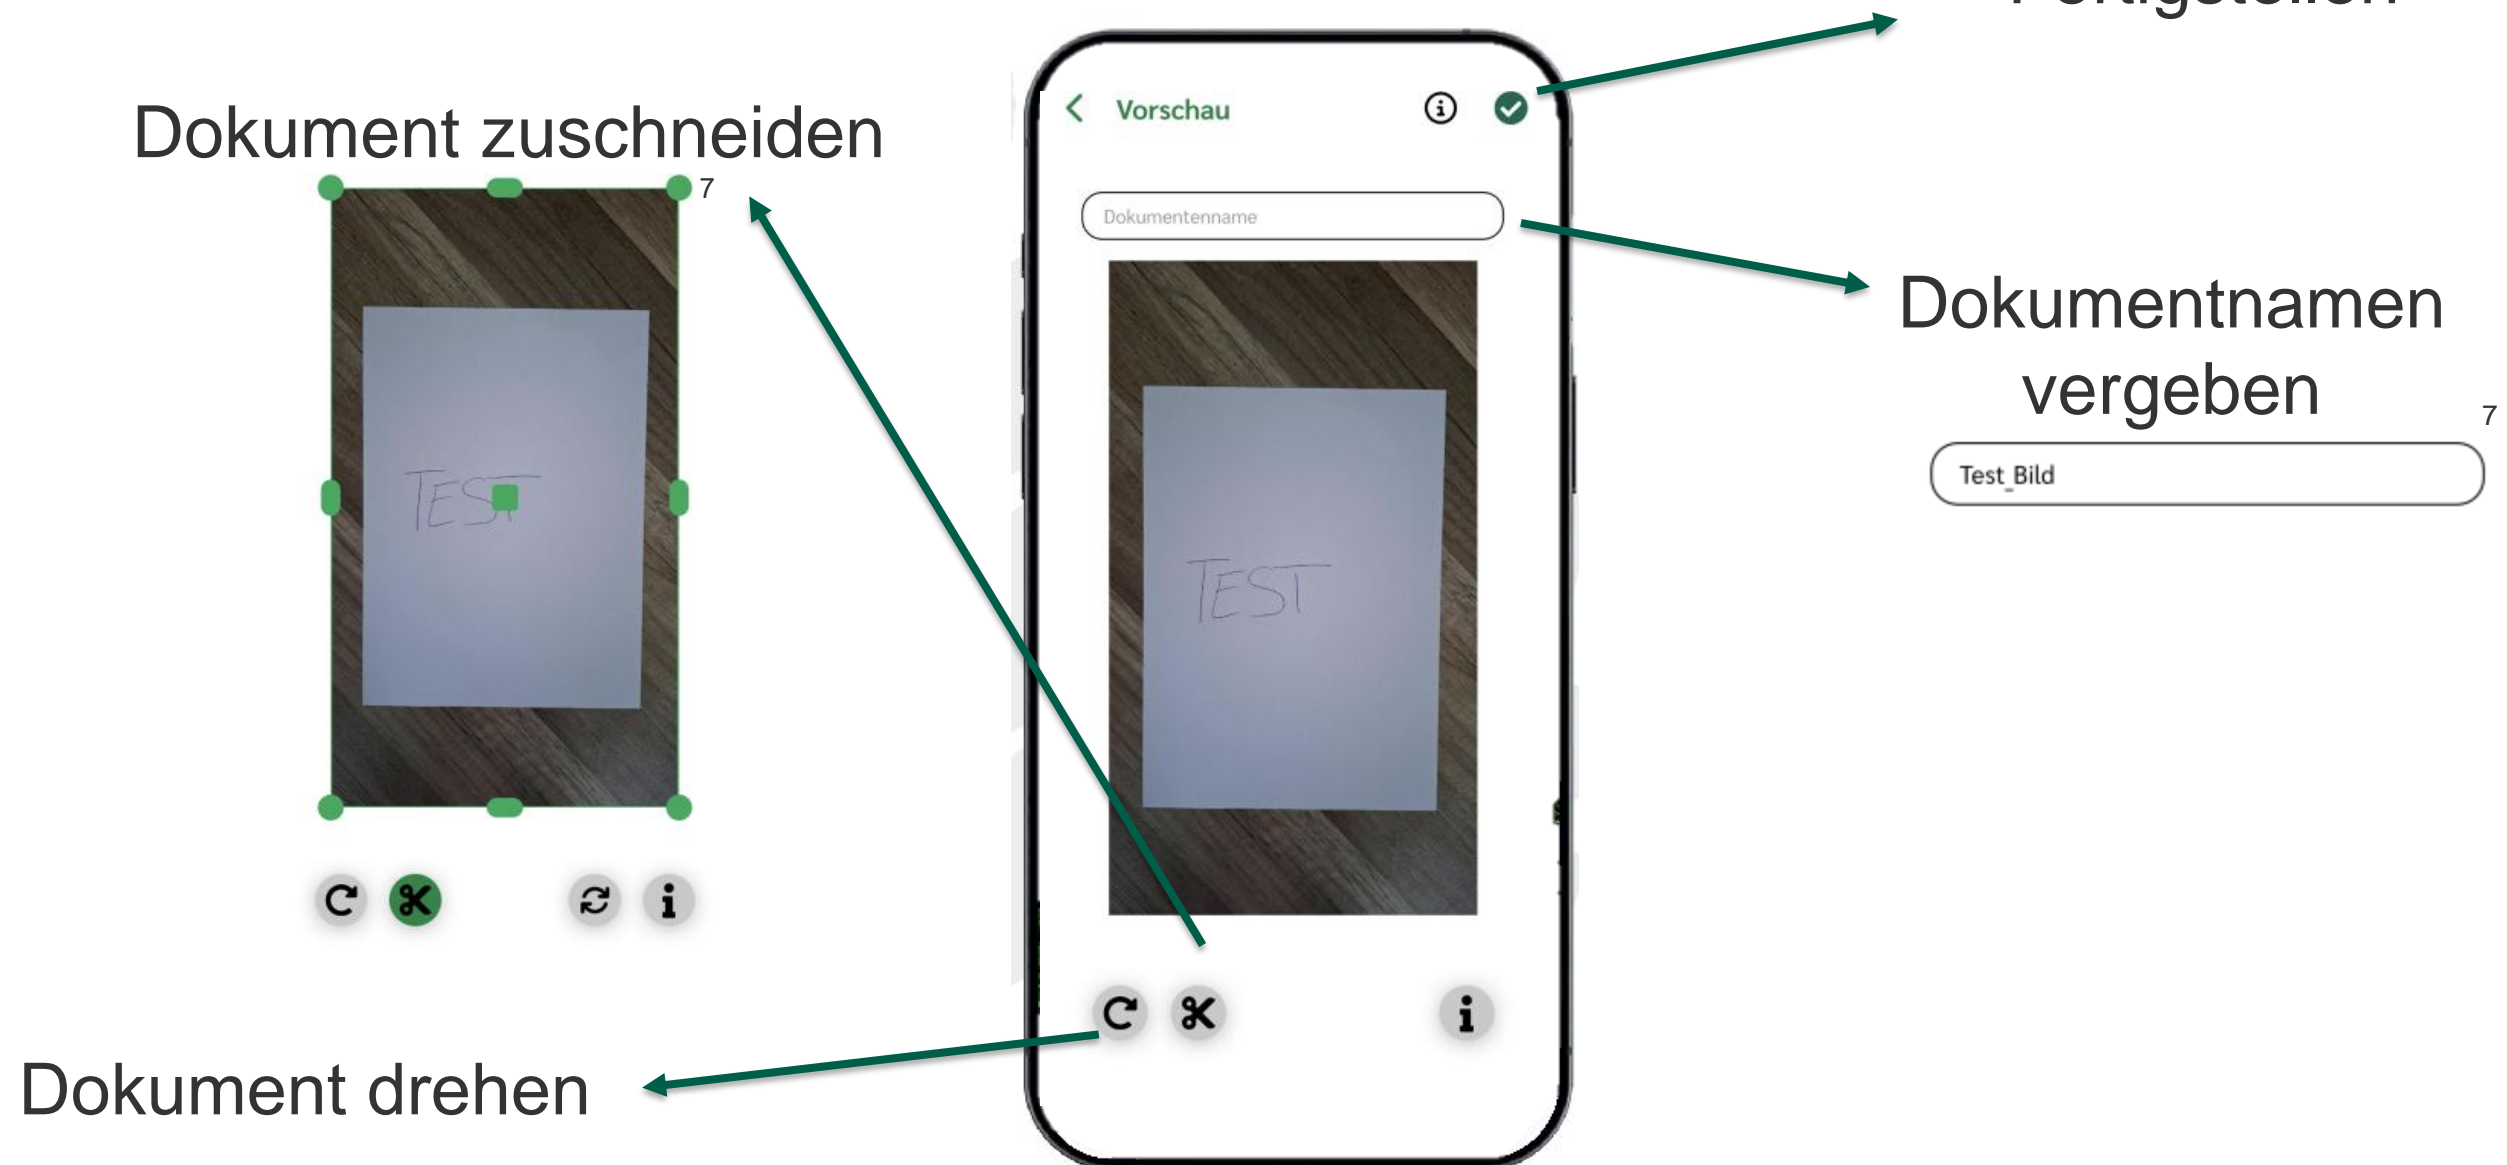 Fertigstellen
Dokument zuschneiden
7
Vorschau
Dokumentenname
Dokumentnamen
vergeben
7
Test_Bild
TEST
TEST
Dokument drehen